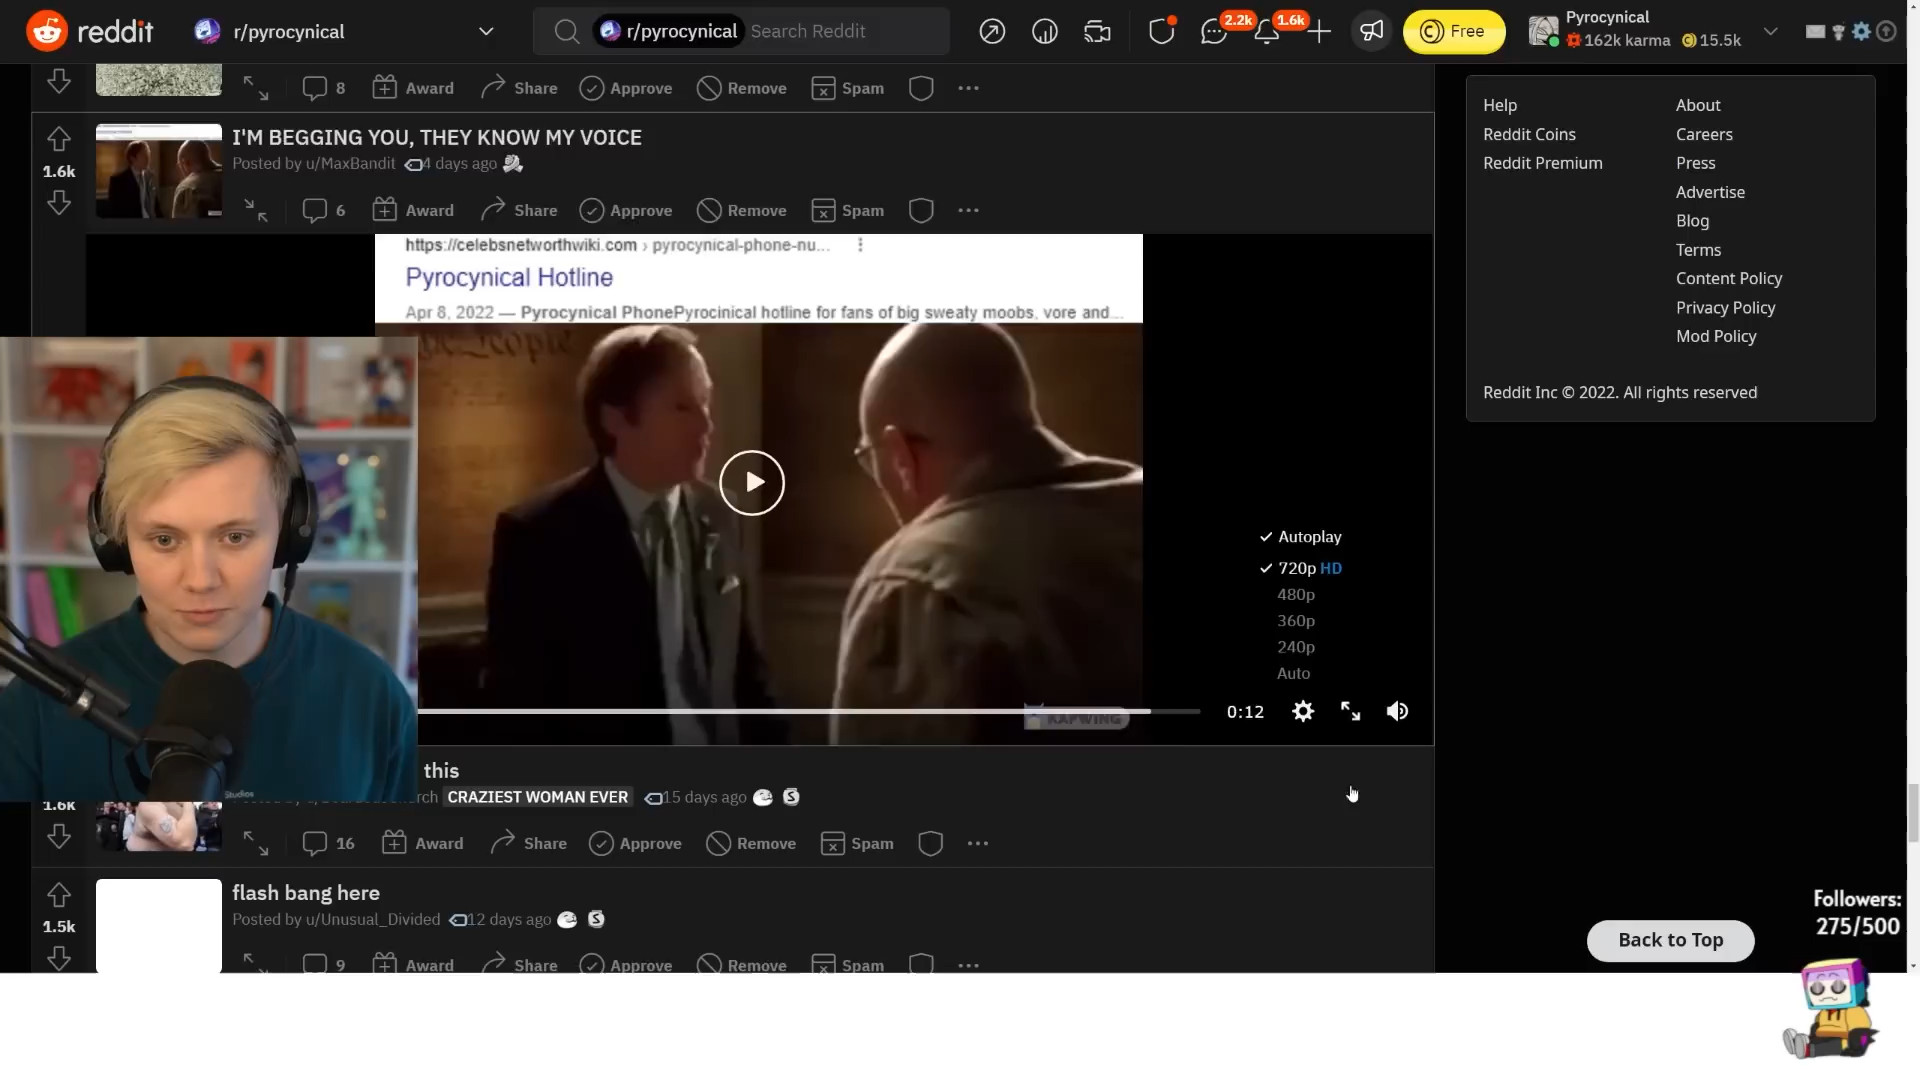 reddit
r/pyrocynical
r/pyrocynical Search Reddit
2.2k
1.6k
Free
Pyrocynical
162k karma 15.5k
8 Award Share Approve Remove Spam
1.6k
I'M BEGGING YOU, THEY KNOW MY VOICE
Posted by u/MaxBandit 4 days ago
6 Award Share Approve Remove Spam
https://celebsnetworthwiki.com › pyrocynical-phone-nu...
Pyrocynical Hotline
Apr 8, 2022 — Pyrocynical PhonePyrocinical hotline for fans of big sweaty moobs, vore and...
Autoplay
720p HD
480p
360p
240p
Auto
0:12
KAPWING
Studios
this
1.6k
CRAZIEST WOMAN EVER 15 days ago
16 Award Share Approve Remove Spam
1.5k
flash bang here
Posted by u/Unusual_Divided 12 days ago
9 Award Share Approve Remove Spam
Help
Reddit Coins
Reddit Premium
About
Careers
Press
Advertise
Blog
Terms
Content Policy
Privacy Policy
Mod Policy
Reddit Inc © 2022. All rights reserved
Followers:
275/500
Back to Top